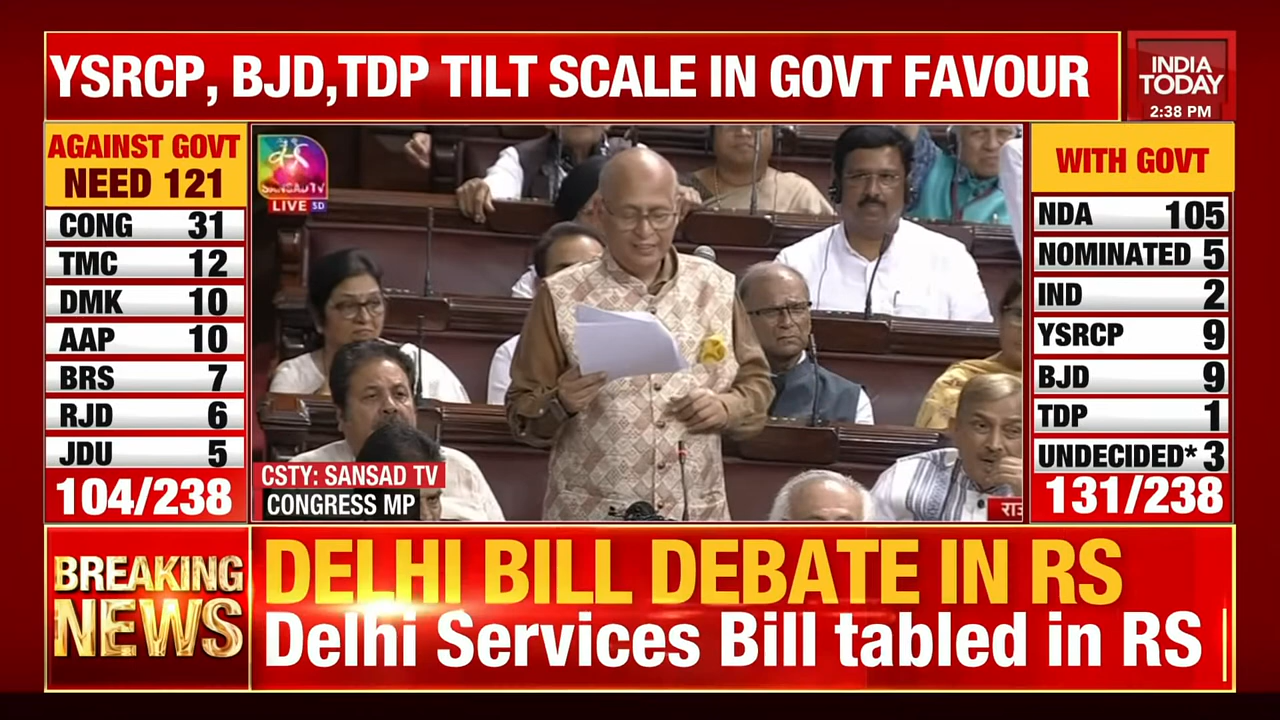 YSRCP, BJD,TDP TILT SCALE IN GOVT FAVOUR
INDIA
TODAY
2:38 PM
AGAINST GOVT
NEED 121
CONG 31
TMC 12
DMK 10
AAP 10
BRS 7
RJD 6
JDU 5
104/238
SANSAD TV
LIVE 3D
CSTY: SANSAD TV
CONGRESS MP
WITH GOVT
NDA 105
NOMINATED 5
IND 2
YSRCP 9
BJD 9
TDP 1
UNDECIDED* 3
131/238
BREAKING
NEWS
DELHI BILL DEBATE IN RS
Delhi Services Bill tabled in RS